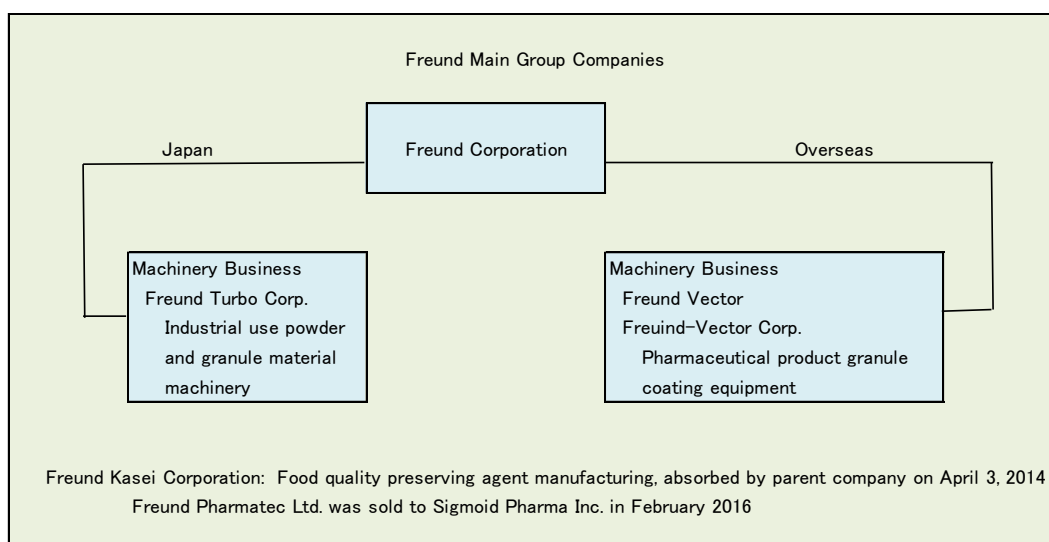 Freund Main Group Companies
Japan
Freund Corporation
Overseas
Machinery Business
Freund Turbo Corp.
Industrial use powder
and granule material
machinery
Machinery Business
Freund Vector
Freuind-Vector Corp.
Pharmaceutical product granule
coating equipment
Freund Kasei Corporation: Food quality preserving agent manufacturing, absorbed by parent company on April 3, 2014
Freund Pharmatec Ltd. was sold to Sigmoid Pharma Inc. in February 2016